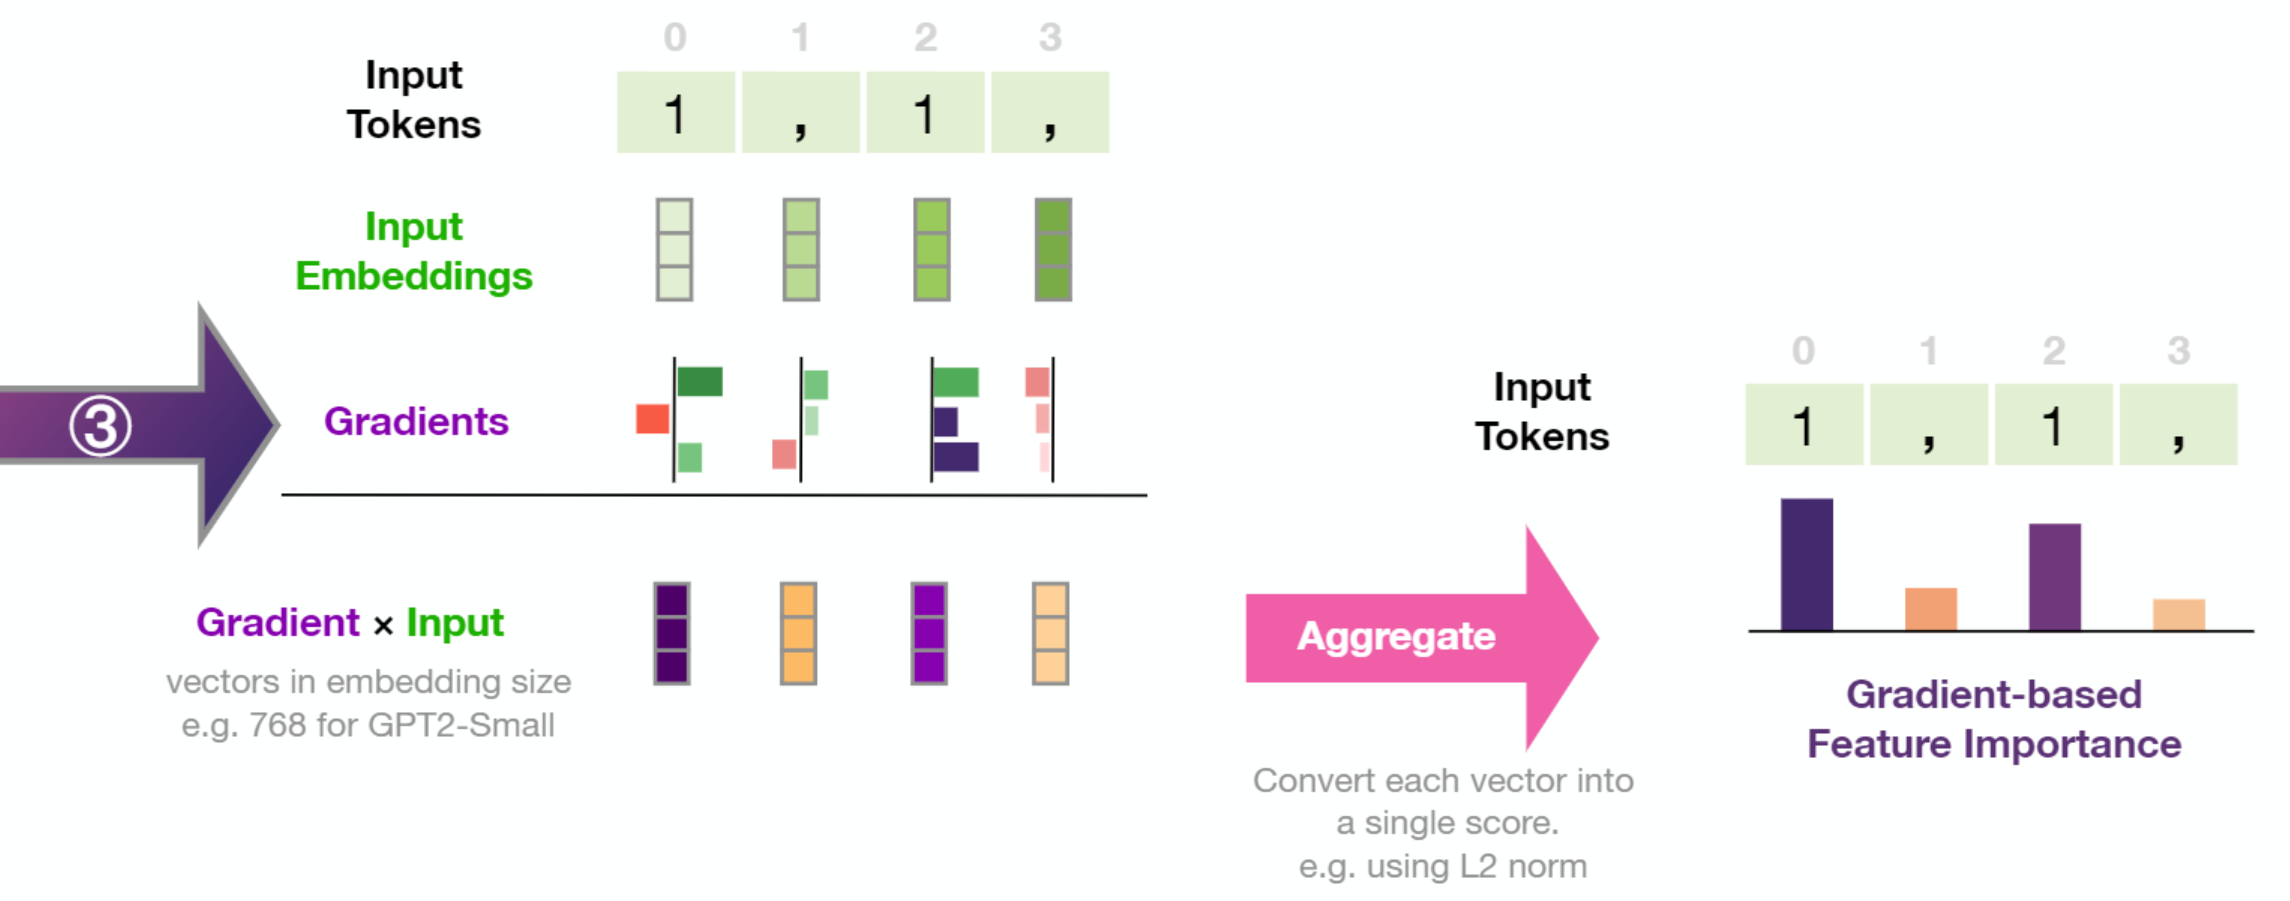 0 1 2 3
Input
Tokens
1 , 1 ,
Input
Embeddings
③
Gradients
Gradient × Input
vectors in embedding size
e.g. 768 for GPT2-Small
Aggregate
Convert each vector into
a single score.
e.g. using L2 norm
0 1 2 3
Input
Tokens
1 , 1 ,
Gradient-based
Feature Importance